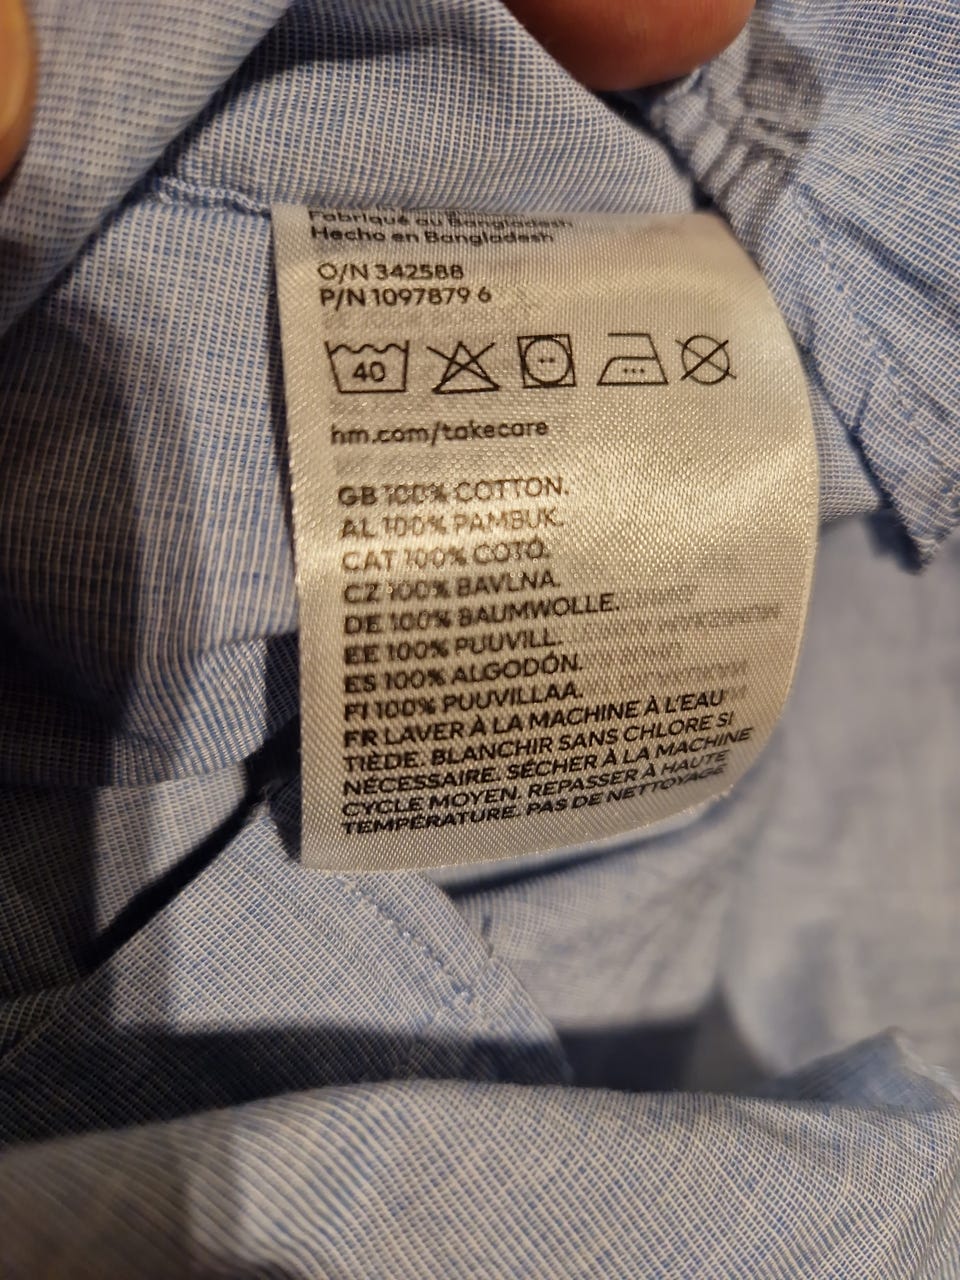 Fabriqué au Bangladesh
Hecho en Bangladesh
O/N 342588
P/N 1097879 6
40
hm.com/takecare
GB 100% COTTON.
AL 100% PAMBUK.
CAT 100% COTÓ.
CZ 100% BAVLNA.
DE 100% BAUMWOLLE.
EE 100% PUUVILL.
ES 100% ALGODÓN.
FI 100% PUUVILLAA.
FR LAVER À LA MACHINE À L'EAU
TIÈDE. BLANCHIR SANS CHLORE SI
NÉCESSAIRE. SÉCHER À LA MACHINE
CYCLE MOYEN. REPASSER À HAUTE
TEMPÉRATURE. PAS DE NETTOYAGE